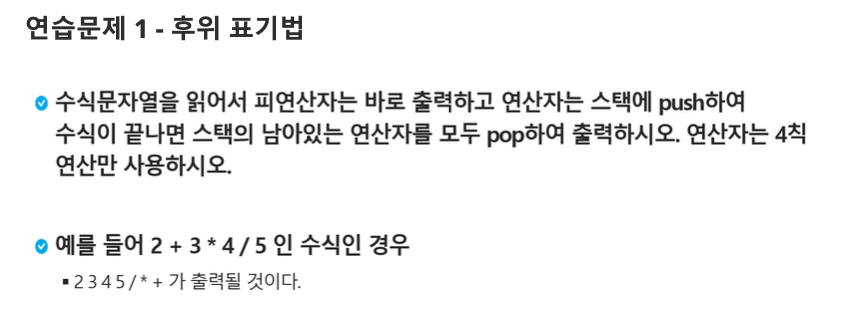 연습문제 1 - 후위 표기법
수식문자열을 읽어서 피연산자는 바로 출력하고 연산자는 스택에 push하여
수식이 끝나면 스택의 남아있는 연산자를 모두 pop하여 출력하시오. 연산자는 4칙
연산만 사용하시오.
예를 들어 2 + 3 * 4 / 5 인 수식인 경우
2 3 4 5 / * + 가 출력될 것이다.